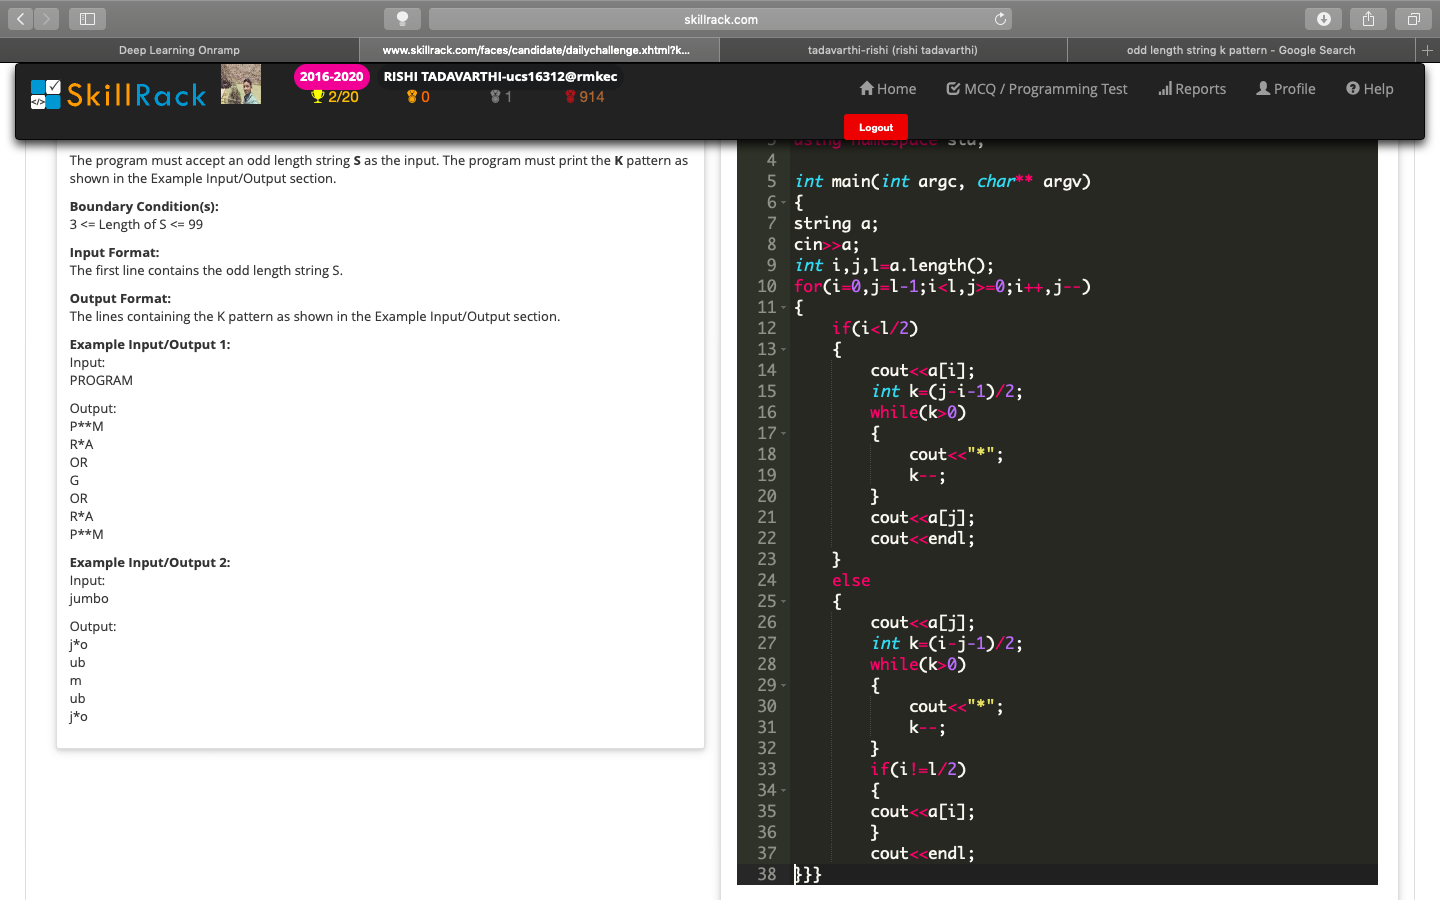 skillrack.com
Deep Learning Onramp
www.skillrack.com/faces/candidate/dailychallenge.xhtml?k...
tadavarthi-rishi (rishi tadavarthi)
odd length string k pattern - Google Search
SkillRack
2016-2020
RISHI TADAVARTHI-ucs16312@rmkec
2/20
0
1
914
Home
MCQ / Programming Test
Reports
Profile
Help
Logout
The program must accept an odd length string S as the input. The program must print the K pattern as
shown in the Example Input/Output section.
Boundary Condition(s):
3 <= Length of S <= 99
Input Format:
The first line contains the odd length string S.
Output Format:
The lines containing the K pattern as shown in the Example Input/Output section.
Example Input/Output 1:
Input:
PROGRAM
Output:
P**M
R*A
OR
G
OR
R*A
P**M
Example Input/Output 2:
Input:
jumbo
Output:
j*o
ub
m
ub
j*o
3 using namespace std;
4
5 int main(int argc, char** argv)
6 {
7 string a;
8 cin>>a;
9 int i,j,l=a.length();
10 for(i=0,j=l-1;i<l,j>=0;i++,j--)
11 {
12 if(i<l/2)
13 {
14 cout<<a[i];
15 int k=(j-i-1)/2;
16 while(k>0)
17 {
18 cout<<"*";
19 k--;
20 }
21 cout<<a[j];
22 cout<<endl;
23 }
24 else
25 {
26 cout<<a[j];
27 int k=(i-j-1)/2;
28 while(k>0)
29 {
30 cout<<"*";
31 k--;
32 }
33 if(i!=l/2)
34 {
35 cout<<a[i];
36 }
37 cout<<endl;
38 }}}